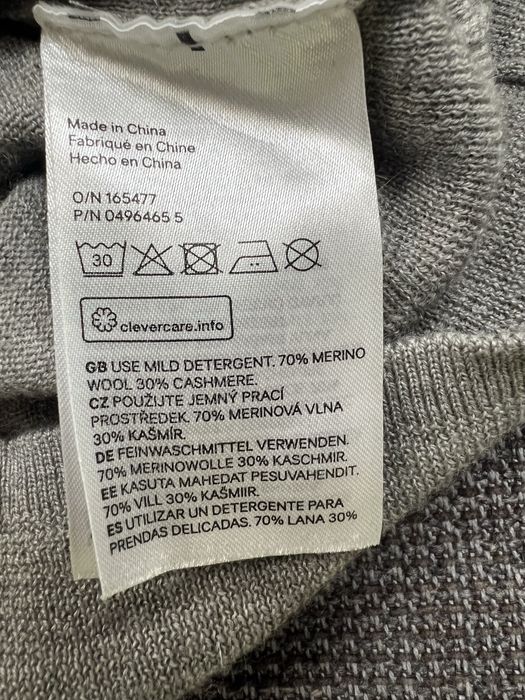 Made in China
Fabriqué en Chine
Hecho en China
O/N 165477
P/N 0496465 5
30
clevercare.info
GB USE MILD DETERGENT. 70% MERINO
WOOL 30% CASHMERE.
CZ POUŽIJTE JEMNÝ PRACÍ
PROSTŘEDEK. 70% MERINOVÁ VLNA
30% KAŠMÍR.
DE FEINWASCHMITTEL VERWENDEN.
70% MERINOWOLLE 30% KASCHMIR.
EE KASUTA MAHEDAT PESUVAHENDIT.
70% VILL 30% KAŠMIIR.
ES UTILIZAR UN DETERGENTE PARA
PRENDAS DELICADAS. 70% LANA 30%